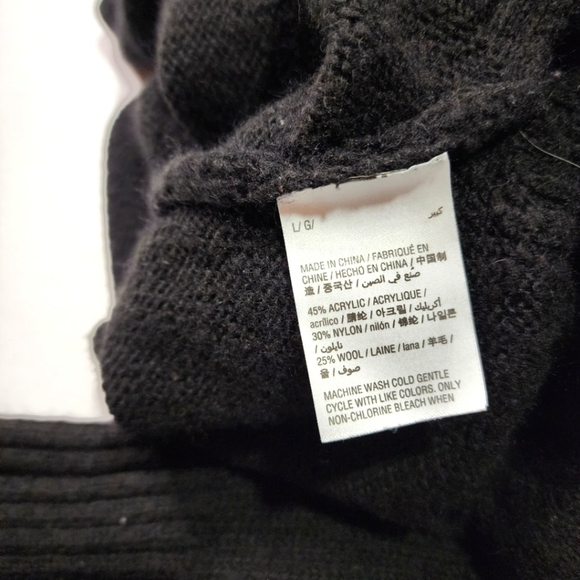 L/ G/ كبير
MADE IN CHINA / FABRIQUÉ EN
CHINE / HECHO EN CHINA / 中国制
造 / 중국산 / صنع في الصين /
45% ACRYLIC / ACRYLIQUE /
acrílico / 腈纶 / 아크릴 / أكريليك
30% NYLON / nilón / 锦纶 / 나일론
/ نايلون
25% WOOL / LAINE / lana / 羊毛 /
울 / صوف /
MACHINE WASH COLD GENTLE
CYCLE WITH LIKE COLORS. ONLY
NON-CHLORINE BLEACH WHEN